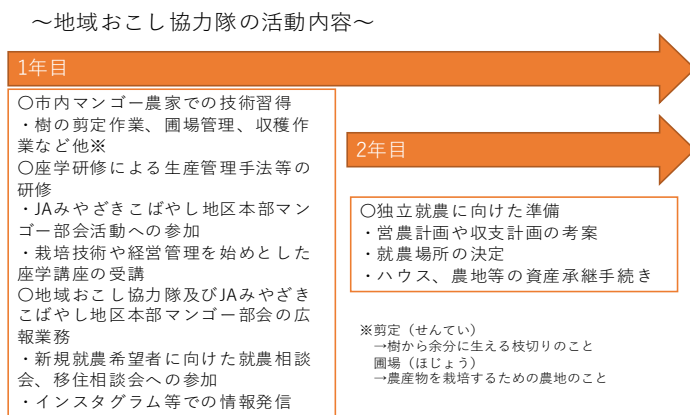 ～地域おこし協力隊の活動内容～
1年目
〇市内マンゴー農家での技術習得
・樹の剪定作業、圃場管理、収穫作
業など他※
〇座学研修による生産管理手法等の
研修
・JAみやざきこばやし地区本部マン
ゴー部会活動への参加
・栽培技術や経営管理を始めとした
座学講座の受講
〇地域おこし協力隊及びJAみやざき
こばやし地区本部マンゴー部会の広
報業務
・新規就農希望者に向けた就農相談
会、移住相談会への参加
・インスタグラム等での情報発信
2年目
〇独立就農に向けた準備
・営農計画や収支計画の考案
・就農場所の決定
・ハウス、農地等の資産承継手続き
※剪定（せんてい）
→樹から余分に生える枝切りのこと
圃場（ほじょう）
→農産物を栽培するための農地のこと